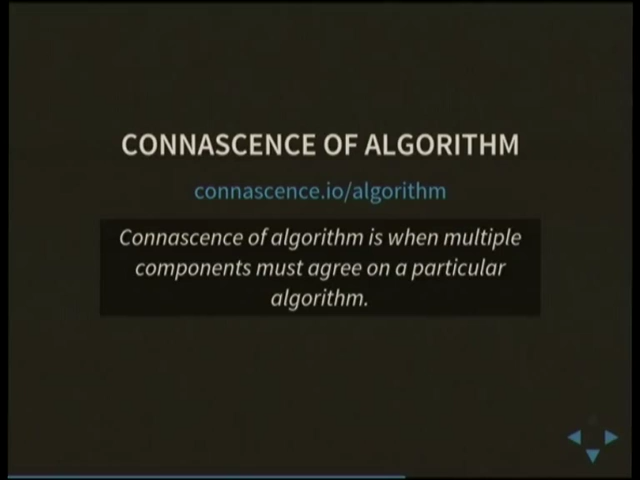 CONNASCENCE OF ALGORITHM
connascence.io/algorithm
Connascence of algorithm is when multiple
components must agree on a particular
algorithm.